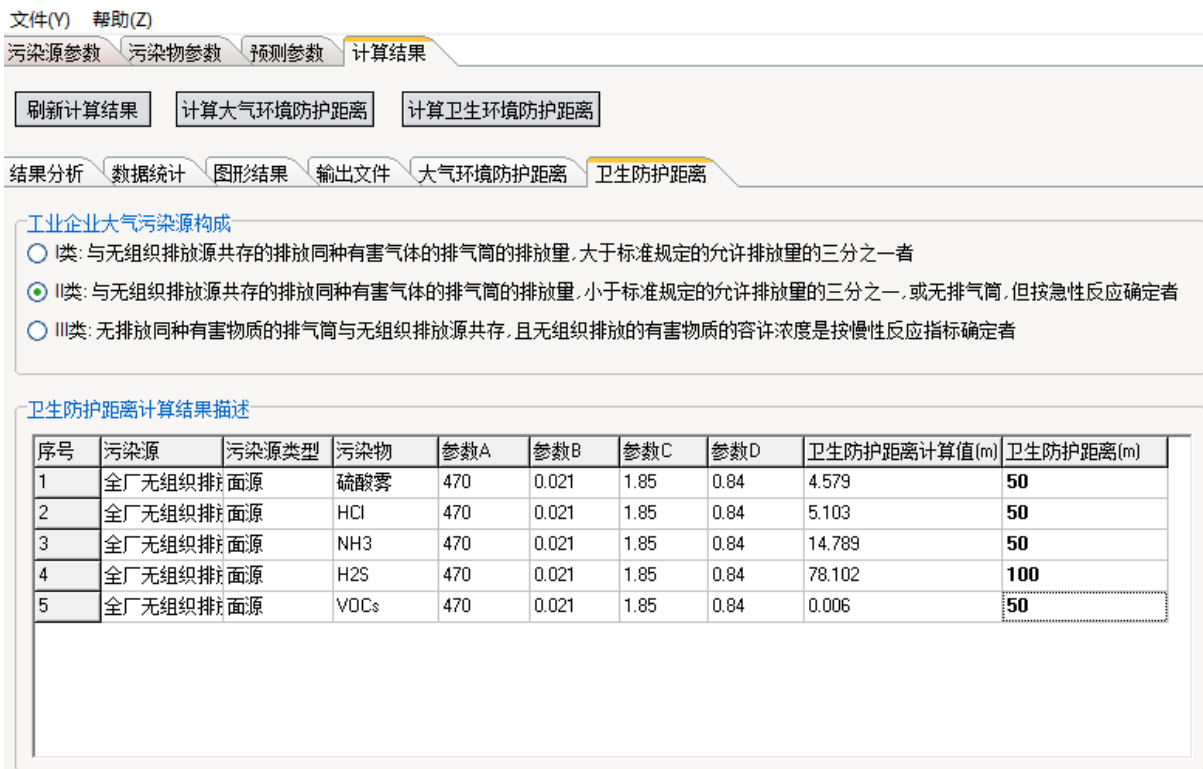 文件(Y) 帮助(Z)
污染源参数 污染物参数 预测参数 计算结果
刷新计算结果 计算大气环境防护距离 计算卫生环境防护距离
结果分析 数据统计 图形结果 输出文件 大气环境防护距离 卫生防护距离
工业企业大气污染源构成
I类: 与无组织排放源共存的排放同种有害气体的排气筒的排放量,大于标准规定的允许排放量的三分之一者
II类: 与无组织排放源共存的排放同种有害气体的排气筒的排放量,小于标准规定的允许排放量的三分之一,或无排气筒,但按急性反应确定者
III类: 无排放同种有害物质的排气筒与无组织排放源共存,且无组织排放的有害物质的容许浓度是按慢性反应指标确定者
卫生防护距离计算结果描述
序号 污染源 污染源类型 污染物 参数A 参数B 参数C 参数D 卫生防护距离计算值(m) 卫生防护距离(m)
1 全厂无组织排 面源 硫酸雾 470 0.021 1.85 0.84 4.579 50
2 全厂无组织排 面源 HCl 470 0.021 1.85 0.84 5.103 50
3 全厂无组织排 面源 NH3 470 0.021 1.85 0.84 14.789 50
4 全厂无组织排 面源 H2S 470 0.021 1.85 0.84 78.102 100
5 全厂无组织排 面源 VOCs 470 0.021 1.85 0.84 0.006 50